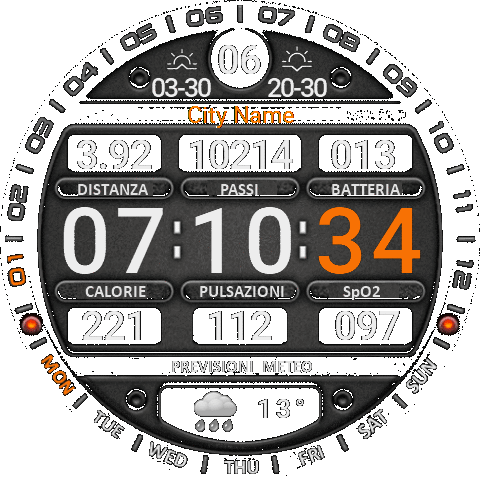 01 02 03 04 05 06 07 08 09 10 11 12
06
03-30 20-30
City Name
3.92 10214 013
DISTANZA PASSI BATTERIA
07:10:34
CALORIE PULSAZIONI SpO2
221 112 097
PREVISIONI METEO
13°
MON TUE WED THU FRI SAT SUN